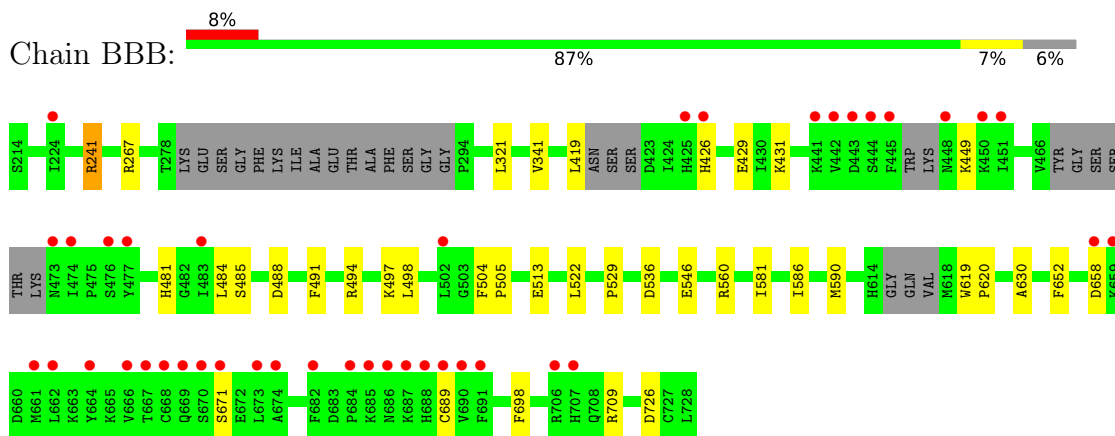 8%
Chain BBB:
87% 7% 6%
S214 I224 R241 R267 T278 LYS GLU SER GLY PHE LYS ILE ALA GLU THR ALA PHE SER GLY GLY P294 L321 V341 L419 ASN SER SER D423 I424 H425 H426 E429 I430 K431 K441 V442 D443 S444 F445 TRP LYS N448 K449 K450 I451 V466 TYR GLY SER SER
THR LYS N473 I474 P475 S476 Y477 H481 G482 I483 L484 S485 D488 F491 R494 K497 L498 L502 G503 F504 P505 E513 L522 P529 D536 E546 R560 I581 I586 M590 H614 GLY GLN VAL M618 W619 P620 A630 F652 D658 K659
D660 M661 L662 K663 Y664 K665 V666 T667 C668 Q669 S670 S671 E672 L673 A674 F682 D683 P684 K685 N686 K687 H688 C689 V690 F691 F698 R706 H707 Q708 R709 D726 C727 L728